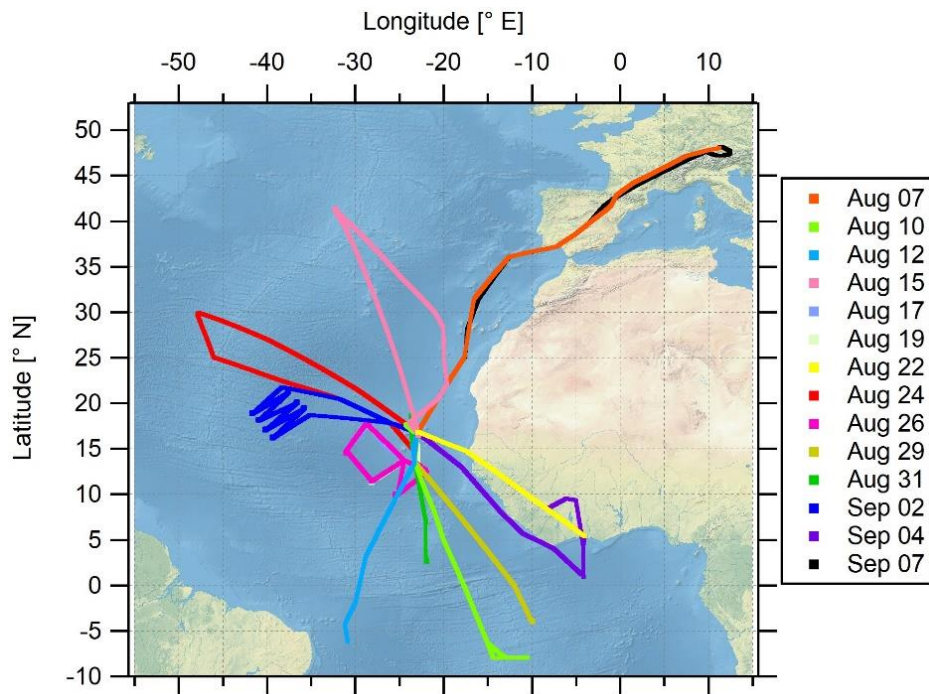 Longitude [° E]
-50 -40 -30 -20 -10 0 10
50
45
40
35
30
25
20
15
10
5
0
-5
-10
Latitude [° N]
Aug 07
Aug 10
Aug 12
Aug 15
Aug 17
Aug 19
Aug 22
Aug 24
Aug 26
Aug 29
Aug 31
Sep 02
Sep 04
Sep 07